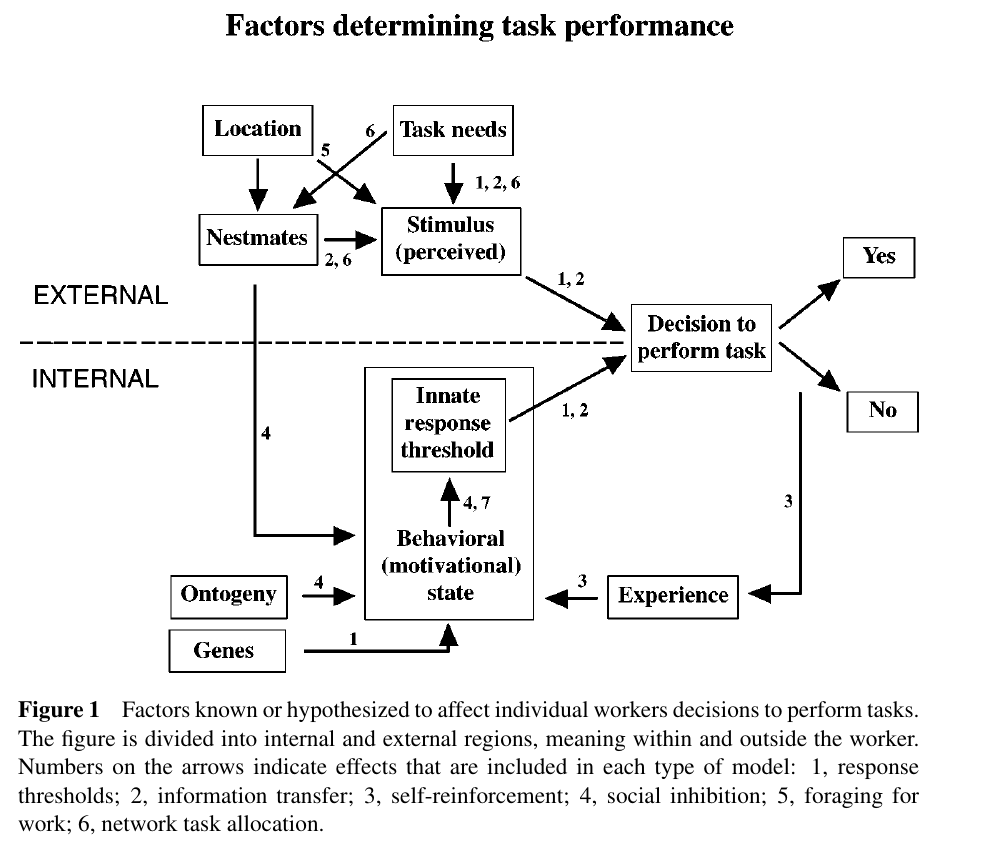 Factors determining task performance
Location
6
Task needs
5
1, 2, 6
Nestmates
Stimulus
(perceived)
2, 6
1, 2
Yes
EXTERNAL
Decision to
perform task
INTERNAL
Innate
response
threshold
1, 2
No
4
4, 7
3
Behavioral
(motivational)
state
Ontogeny
4
3
Experience
Genes
1
Figure 1 Factors known or hypothesized to affect individual workers decisions to perform tasks.
The figure is divided into internal and external regions, meaning within and outside the worker.
Numbers on the arrows indicate effects that are included in each type of model: 1, response
thresholds; 2, information transfer; 3, self-reinforcement; 4, social inhibition; 5, foraging for
work; 6, network task allocation.